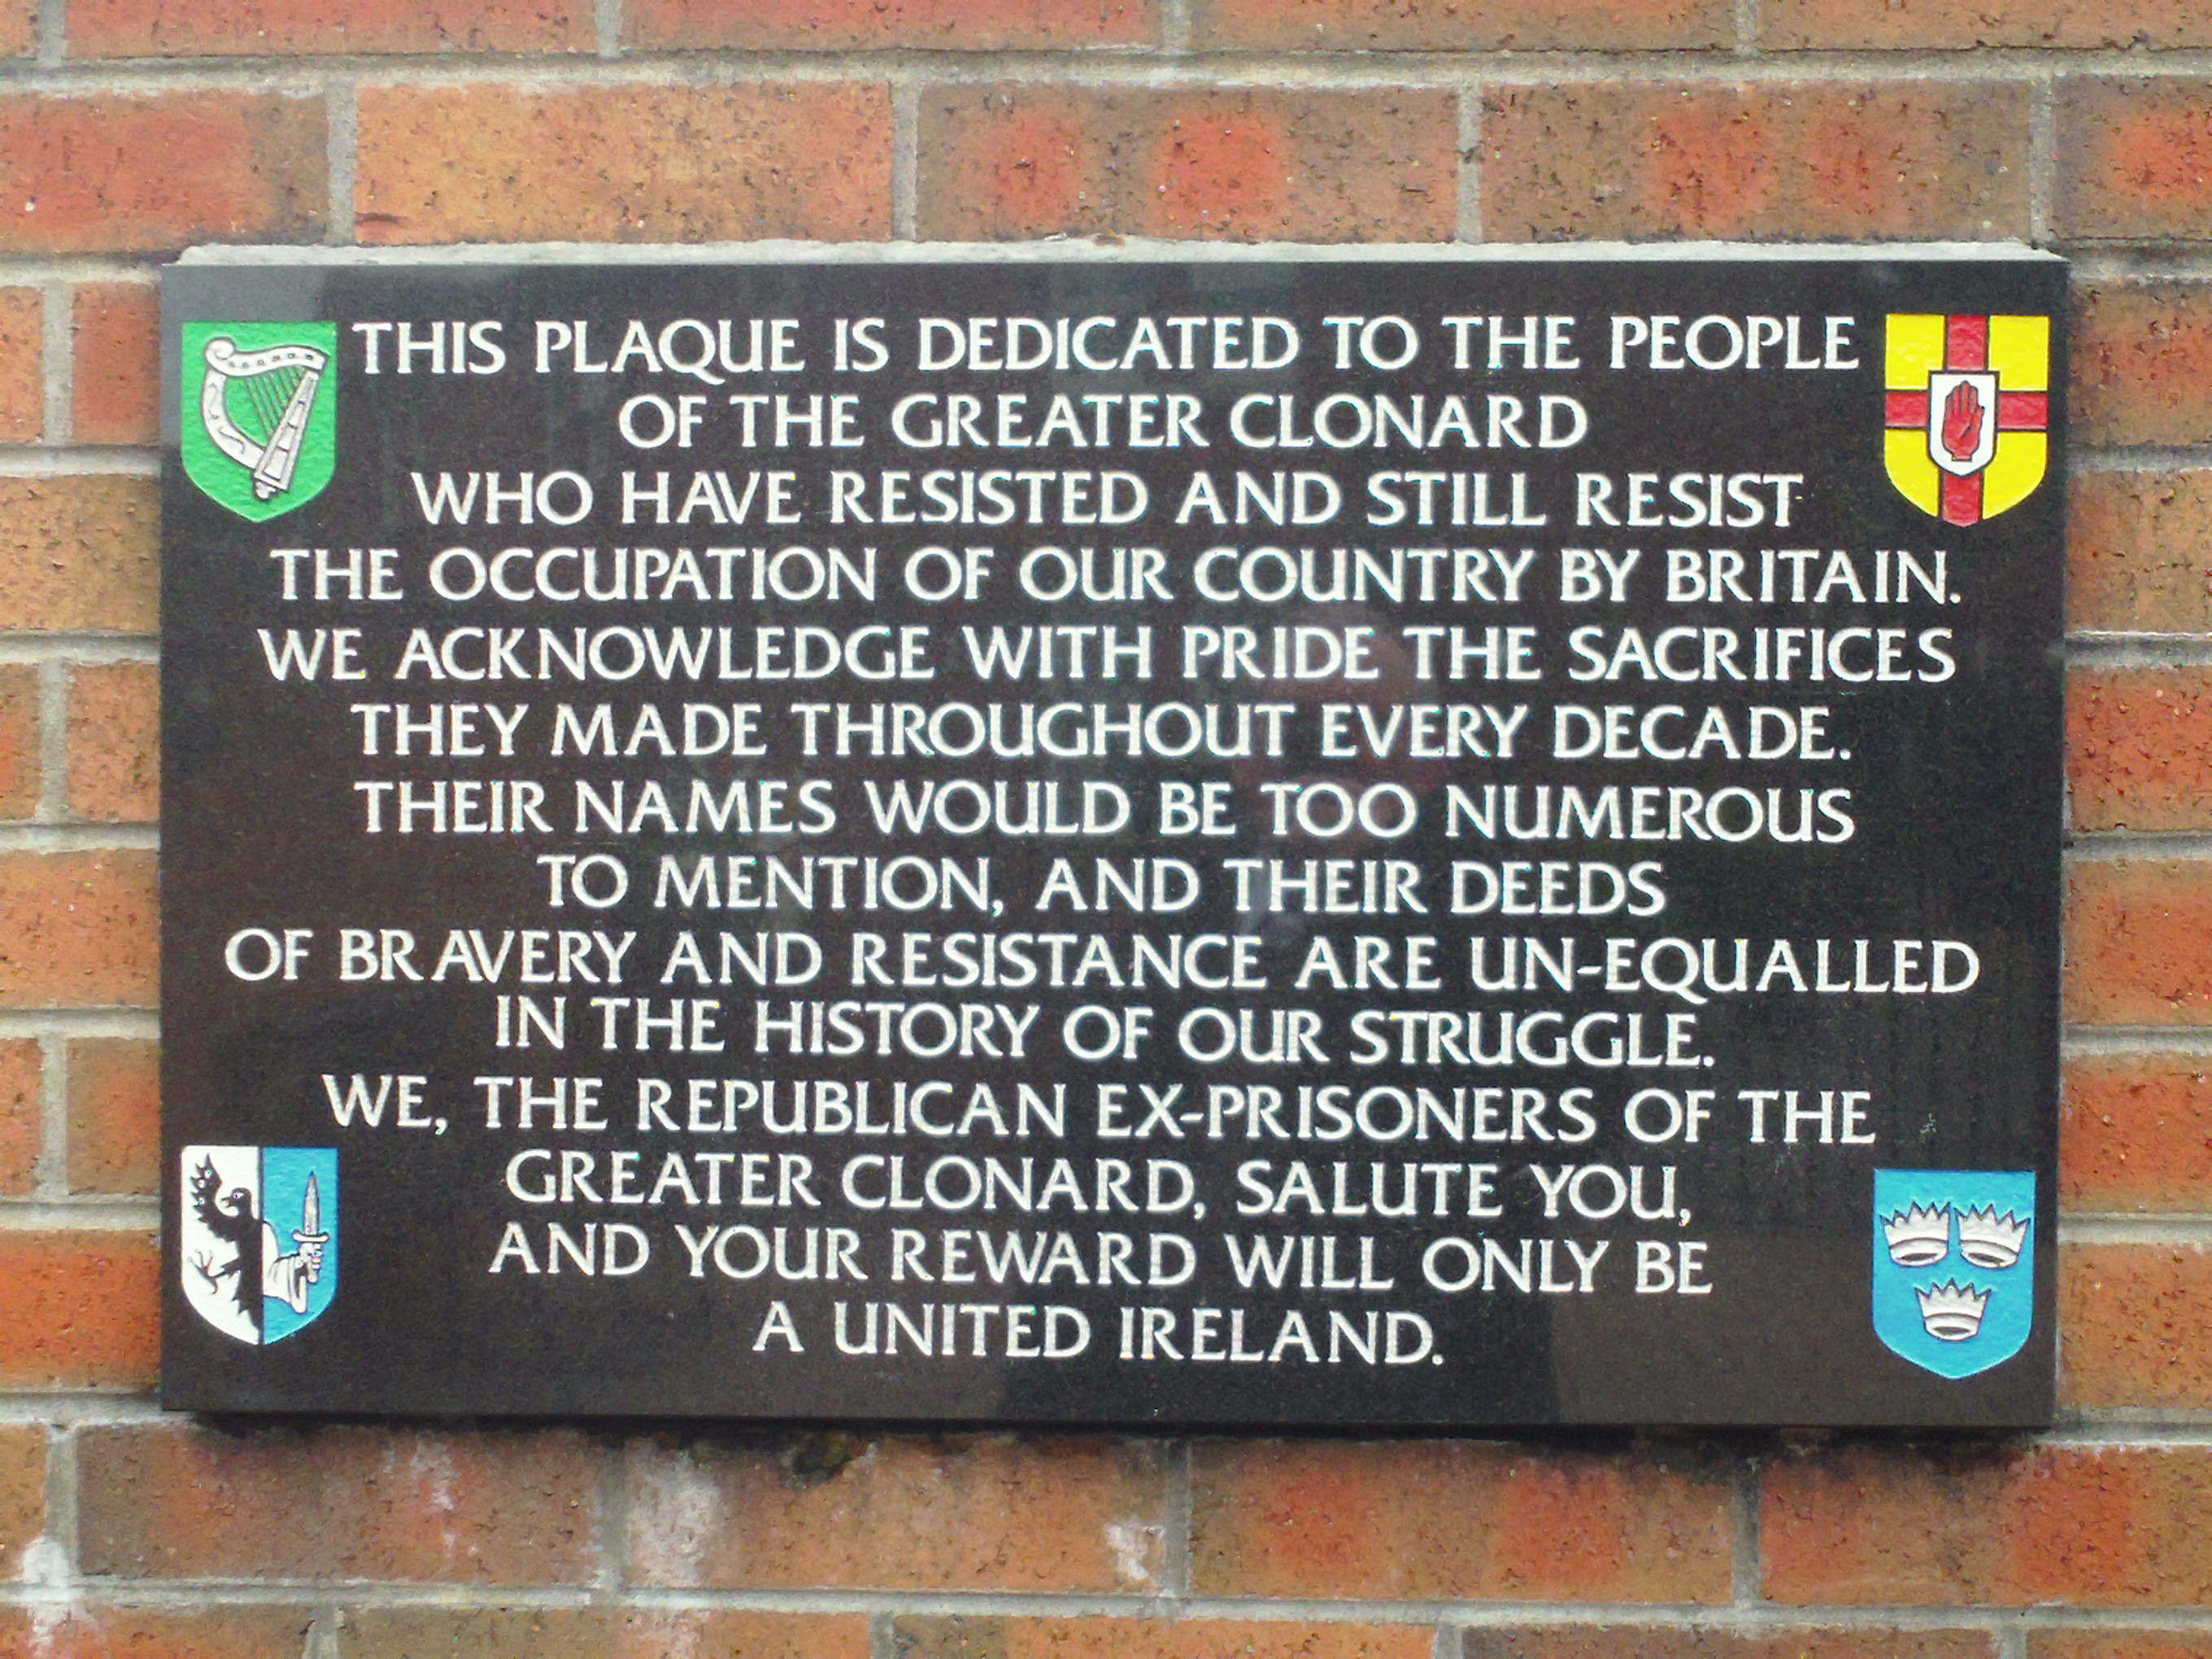 THIS PLAQUE IS DEDICATED TO THE PEOPLE
OF THE GREATER CLONARD
WHO HAVE RESISTED AND STILL RESIST
THE OCCUPATION OF OUR COUNTRY BY BRITAIN.
WE ACKNOWLEDGE WITH PRIDE THE SACRIFICES
THEY MADE THROUGHOUT EVERY DECADE.
THEIR NAMES WOULD BE TOO NUMEROUS
TO MENTION, AND THEIR DEEDS
OF BRAVERY AND RESISTANCE ARE UN-EQUALLED
IN THE HISTORY OF OUR STRUGGLE.
WE, THE REPUBLICAN EX-PRISONERS OF THE
GREATER CLONARD, SALUTE YOU,
AND YOUR REWARD WILL ONLY BE
A UNITED IRELAND.